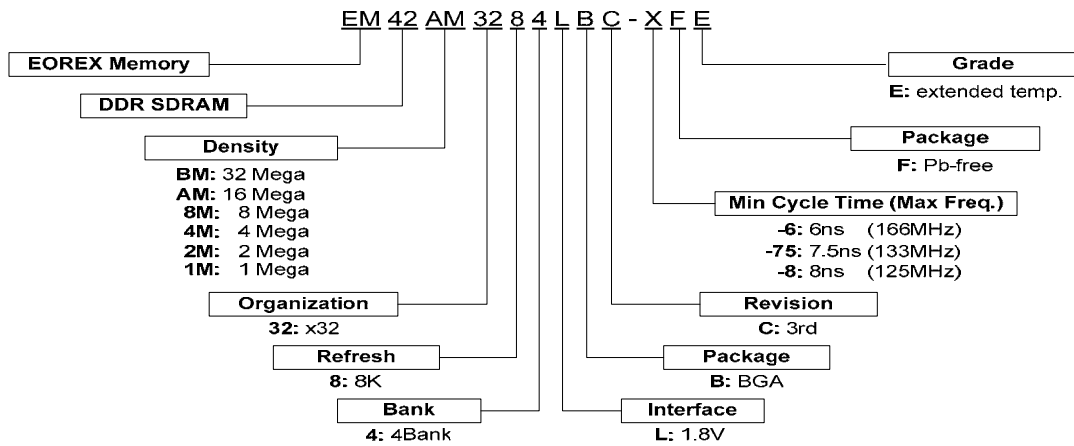 EM 42 AM 32 8 4 L B C - X F E
EOREX Memory
DDR SDRAM
Density
BM: 32 Mega
AM: 16 Mega
8M: 8 Mega
4M: 4 Mega
2M: 2 Mega
1M: 1 Mega
Organization
32: x32
Refresh
8: 8K
Bank
4: 4Bank
Grade
E: extended temp.
Package
F: Pb-free
Min Cycle Time (Max Freq.)
-6: 6ns (166MHz)
-75: 7.5ns (133MHz)
-8: 8ns (125MHz)
Revision
C: 3rd
Package
B: BGA
Interface
L: 1.8V